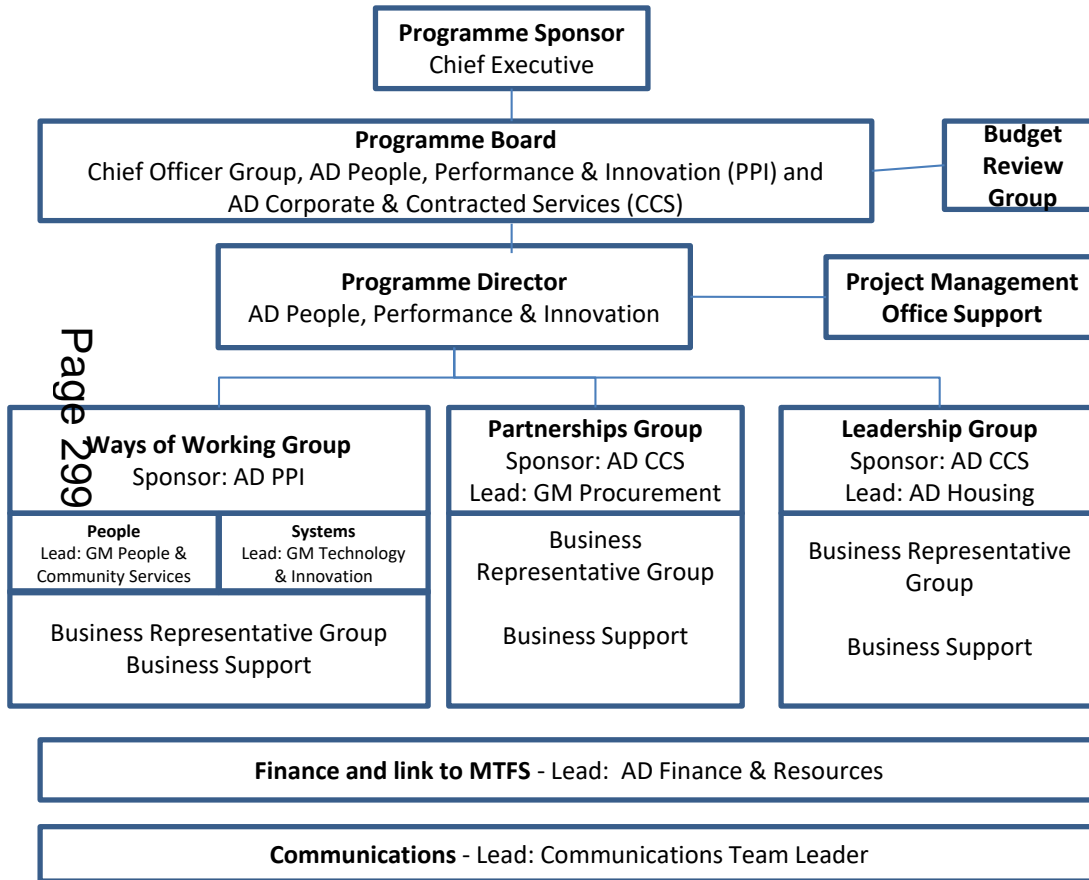 Programme Sponsor
Chief Executive
Programme Board
Chief Officer Group, AD People, Performance & Innovation (PPI) and
AD Corporate & Contracted Services (CCS)
Budget
Review
Group
Programme Director
AD People, Performance & Innovation
Project Management
Office Support
Page 299
Ways of Working Group
Sponsor: AD PPI
People
Lead: GM People &
Community Services
Systems
Lead: GM Technology
& Innovation
Business Representative Group
Business Support
Partnerships Group
Sponsor: AD CCS
Lead: GM Procurement
Business
Representative Group
Business Support
Leadership Group
Sponsor: AD CCS
Lead: AD Housing
Business Representative
Group
Business Support
Finance and link to MTFS - Lead: AD Finance & Resources
Communications - Lead: Communications Team Leader